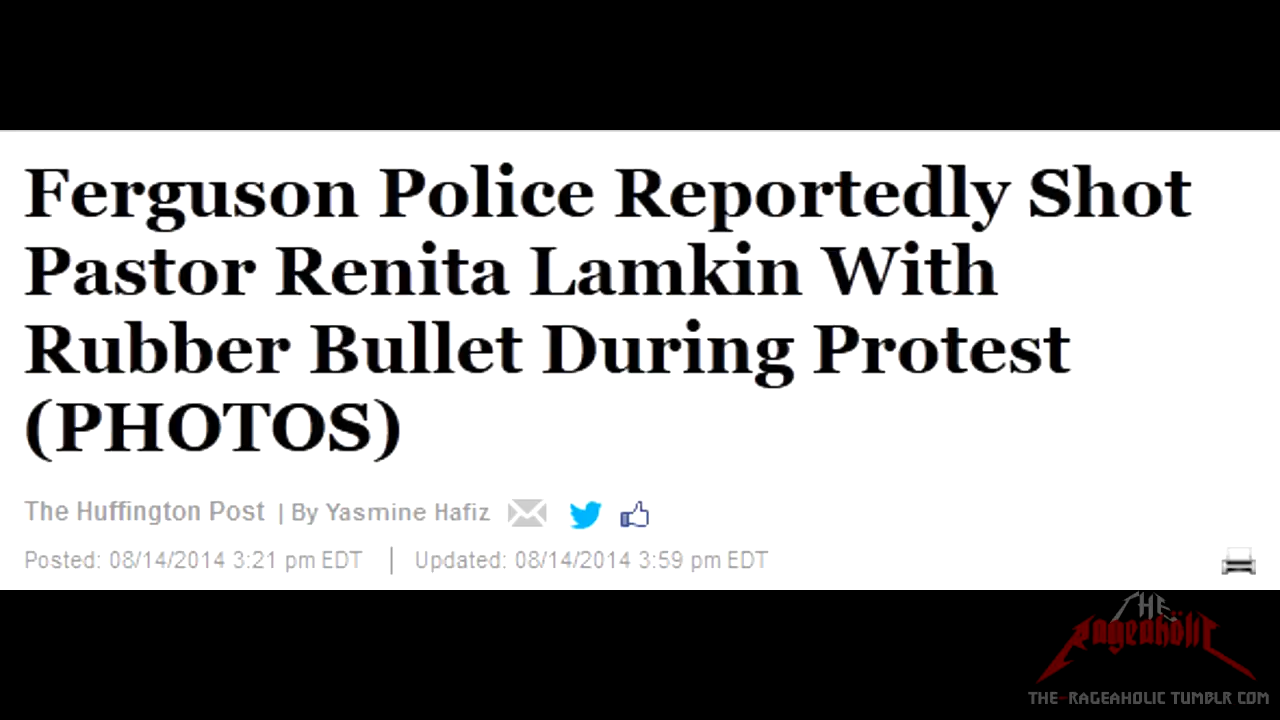 Ferguson Police Reportedly Shot
Pastor Renita Lamkin With
Rubber Bullet During Protest
(PHOTOS)
The Huffington Post | By Yasmine Hafiz
Posted: 08/14/2014 3:21 pm EDT | Updated: 08/14/2014 3:59 pm EDT
THE
Rageahölic
THE-RAGEAHOLIC TUMBLR COM